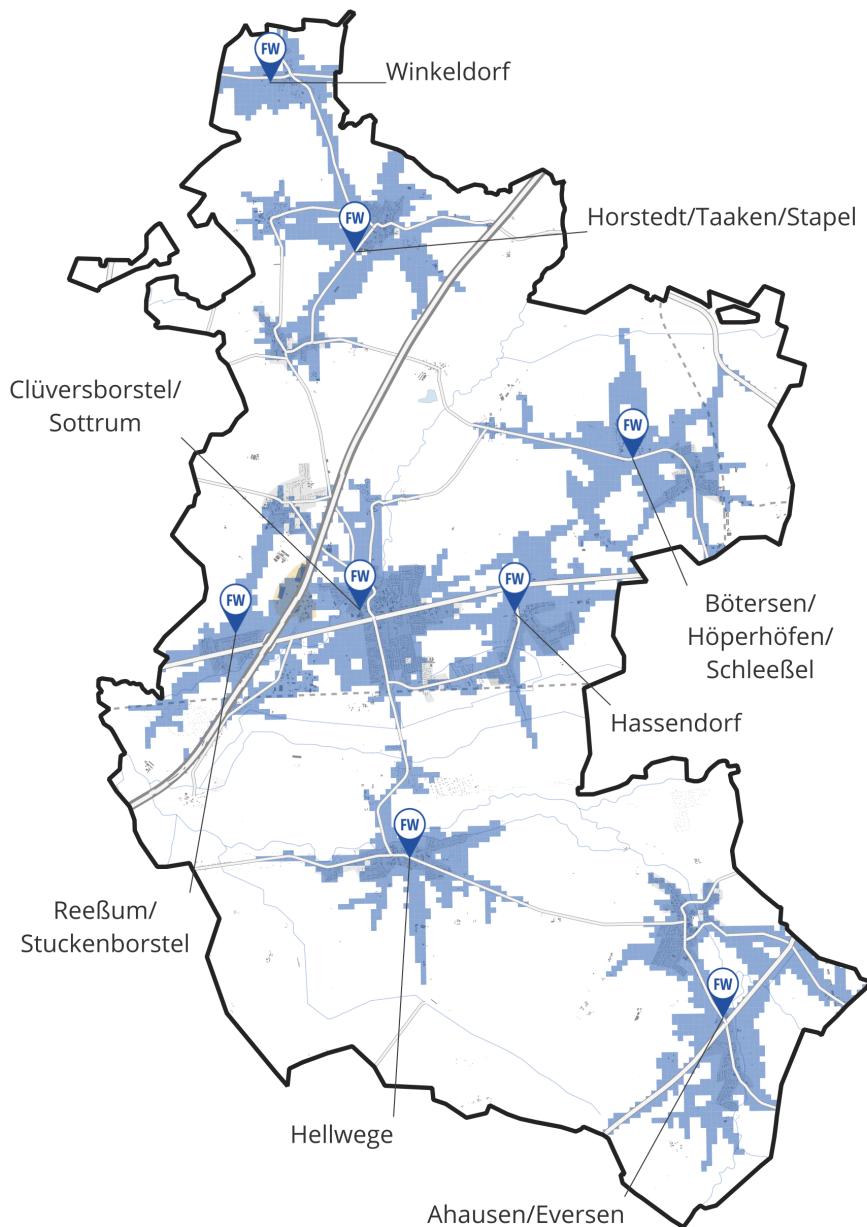 FW
Winkeldorf
FW
Horstedt/Taaken/Stapel
Clüversborstel/
Sottrum
FW
FW
FW
FW
Bötersen/
Höperhöfen/
Schleeßel
Hassendorf
FW
Reeßum/
Stuckenborstel
FW
Hellwege
Ahausen/Eversen